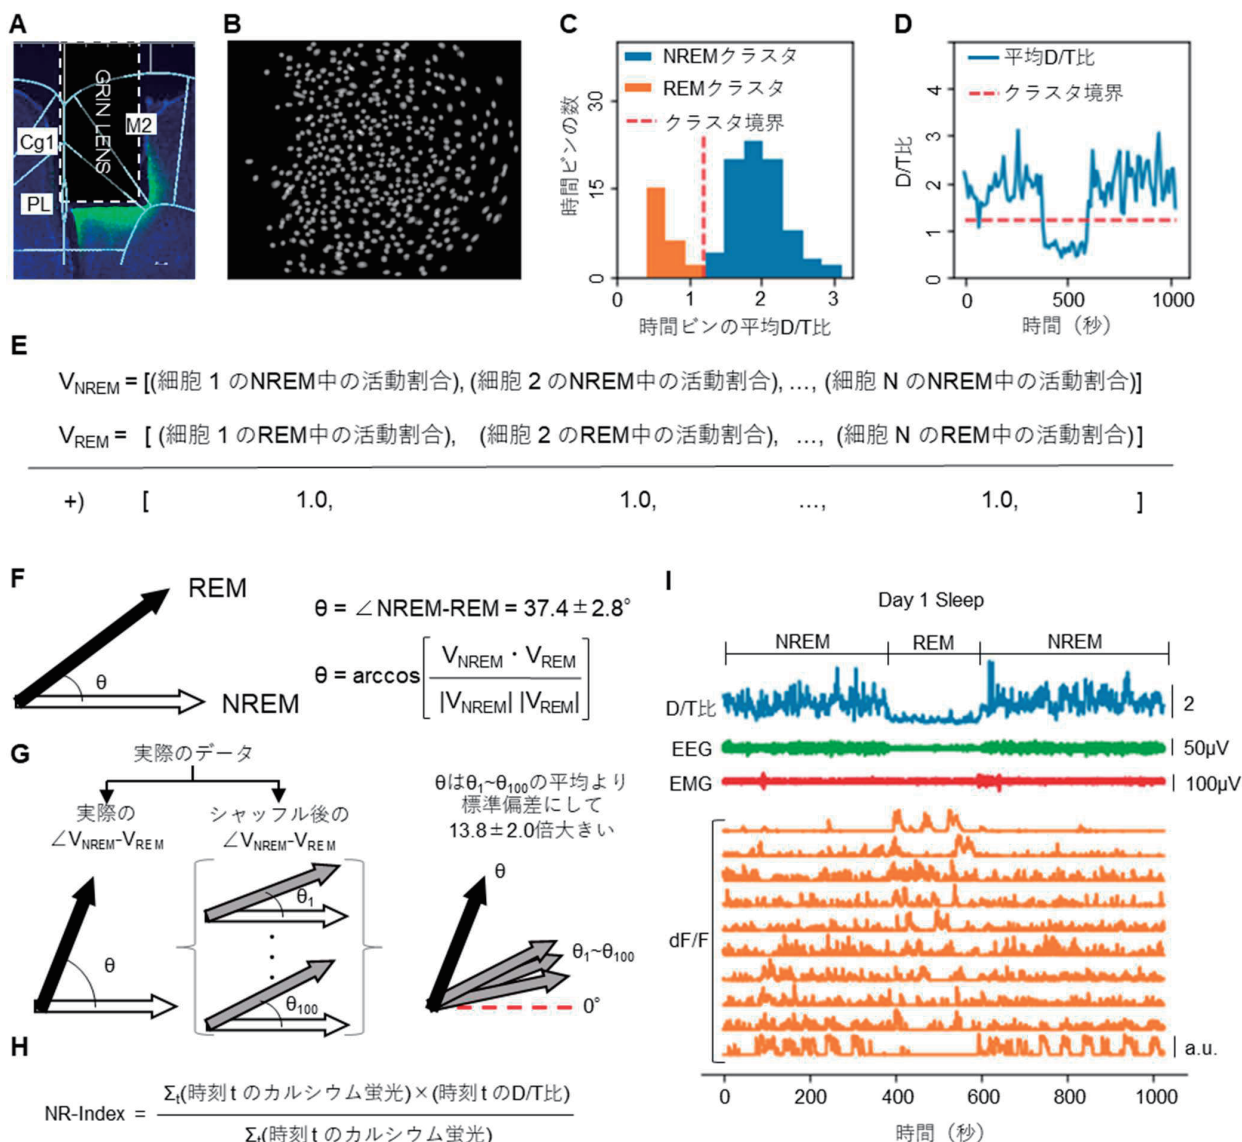 A
GRIN LENS
Cg1
M2
PL
B
C
NREMクラスタ
REMクラスタ
クラスタ境界
時間ビンの数
30
15
0
0
1
2
3
時間ビンの平均D/T比
D
平均D/T比
クラスタ境界
D/T比
4
3
2
1
0
0
500
1000
時間（秒）
E
VNREM = [(細胞 1 のNREM中の活動割合), (細胞 2 のNREM中の活動割合), …, (細胞 N のNREM中の活動割合)]
VREM = [ (細胞 1 のREM中の活動割合), (細胞 2 のREM中の活動割合), …, (細胞 N のREM中の活動割合) ]
+) [ 1.0, 1.0, …, 1.0, ]
F
REM
θ
NREM
θ = ∠NREM-REM = 37.4±2.8°
θ = arccos[ VNREM · VREM
|VNREM| |VREM| ]
G
実際のデータ
実際の
∠VNREM-VREM
シャッフル後の
∠VNREM-VREM
θ
θ1
θ100
θはθ1~θ100の平均より
標準偏差にして
13.8±2.0倍大きい
θ
θ1~θ100
0°
H
NR-Index = Σt(時刻 t のカルシウム蛍光)×(時刻 t のD/T比)
Σt(時刻 t のカルシウム蛍光)
I
Day 1 Sleep
NREM REM NREM
D/T比
2
EEG
50μV
EMG
100μV
dF/F
a.u.
0 200 400 600 800 1000
時間（秒）